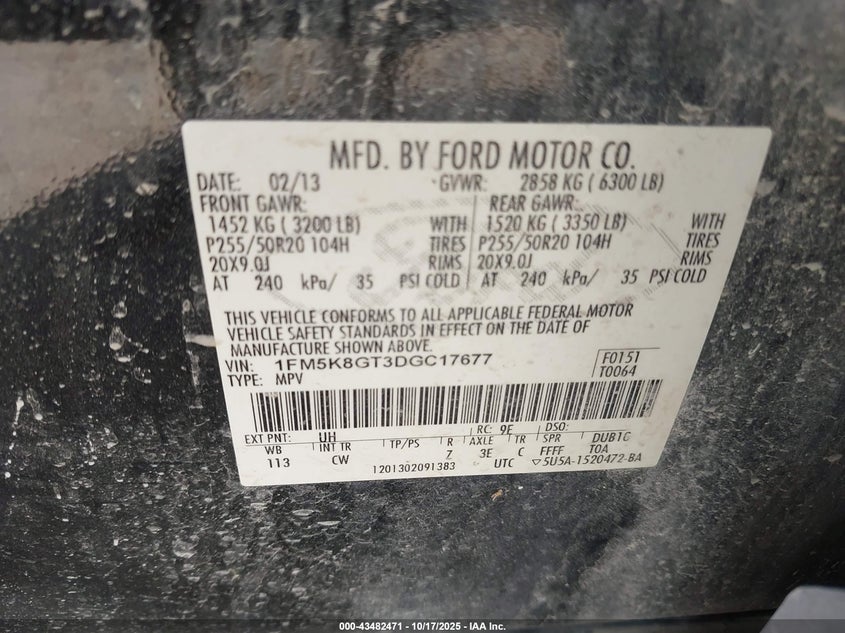 MFD. BY FORD MOTOR CO.
DATE: 02/13 GVWR: 2858 KG ( 6300 LB)
FRONT GAWR: REAR GAWR:
1452 KG ( 3200 LB) WITH 1520 KG ( 3350 LB) WITH
P255/50R20 104H TIRES P255/50R20 104H TIRES
20X9.0J RIMS 20X9.0J RIMS
AT 240 kPa/ 35 PSI COLD AT 240 kPa/ 35 PSI COLD
THIS VEHICLE CONFORMS TO ALL APPLICABLE FEDERAL MOTOR
VEHICLE SAFETY STANDARDS IN EFFECT ON THE DATE OF
MANUFACTURE SHOWN ABOVE.
VIN: 1FM5K8GT3DGC17677 F0151
TYPE: MPV T0064
EXT PNT: UH RC: 9E DSO:
WB INT TR TP/PS R AXLE TR SPR DUB1C
113 CW Z 3E C FFFF T0A
1201302091383 UTC ▽5U5A-1520472-BA
000-43482471 - 10/17/2025 - IAA Inc.